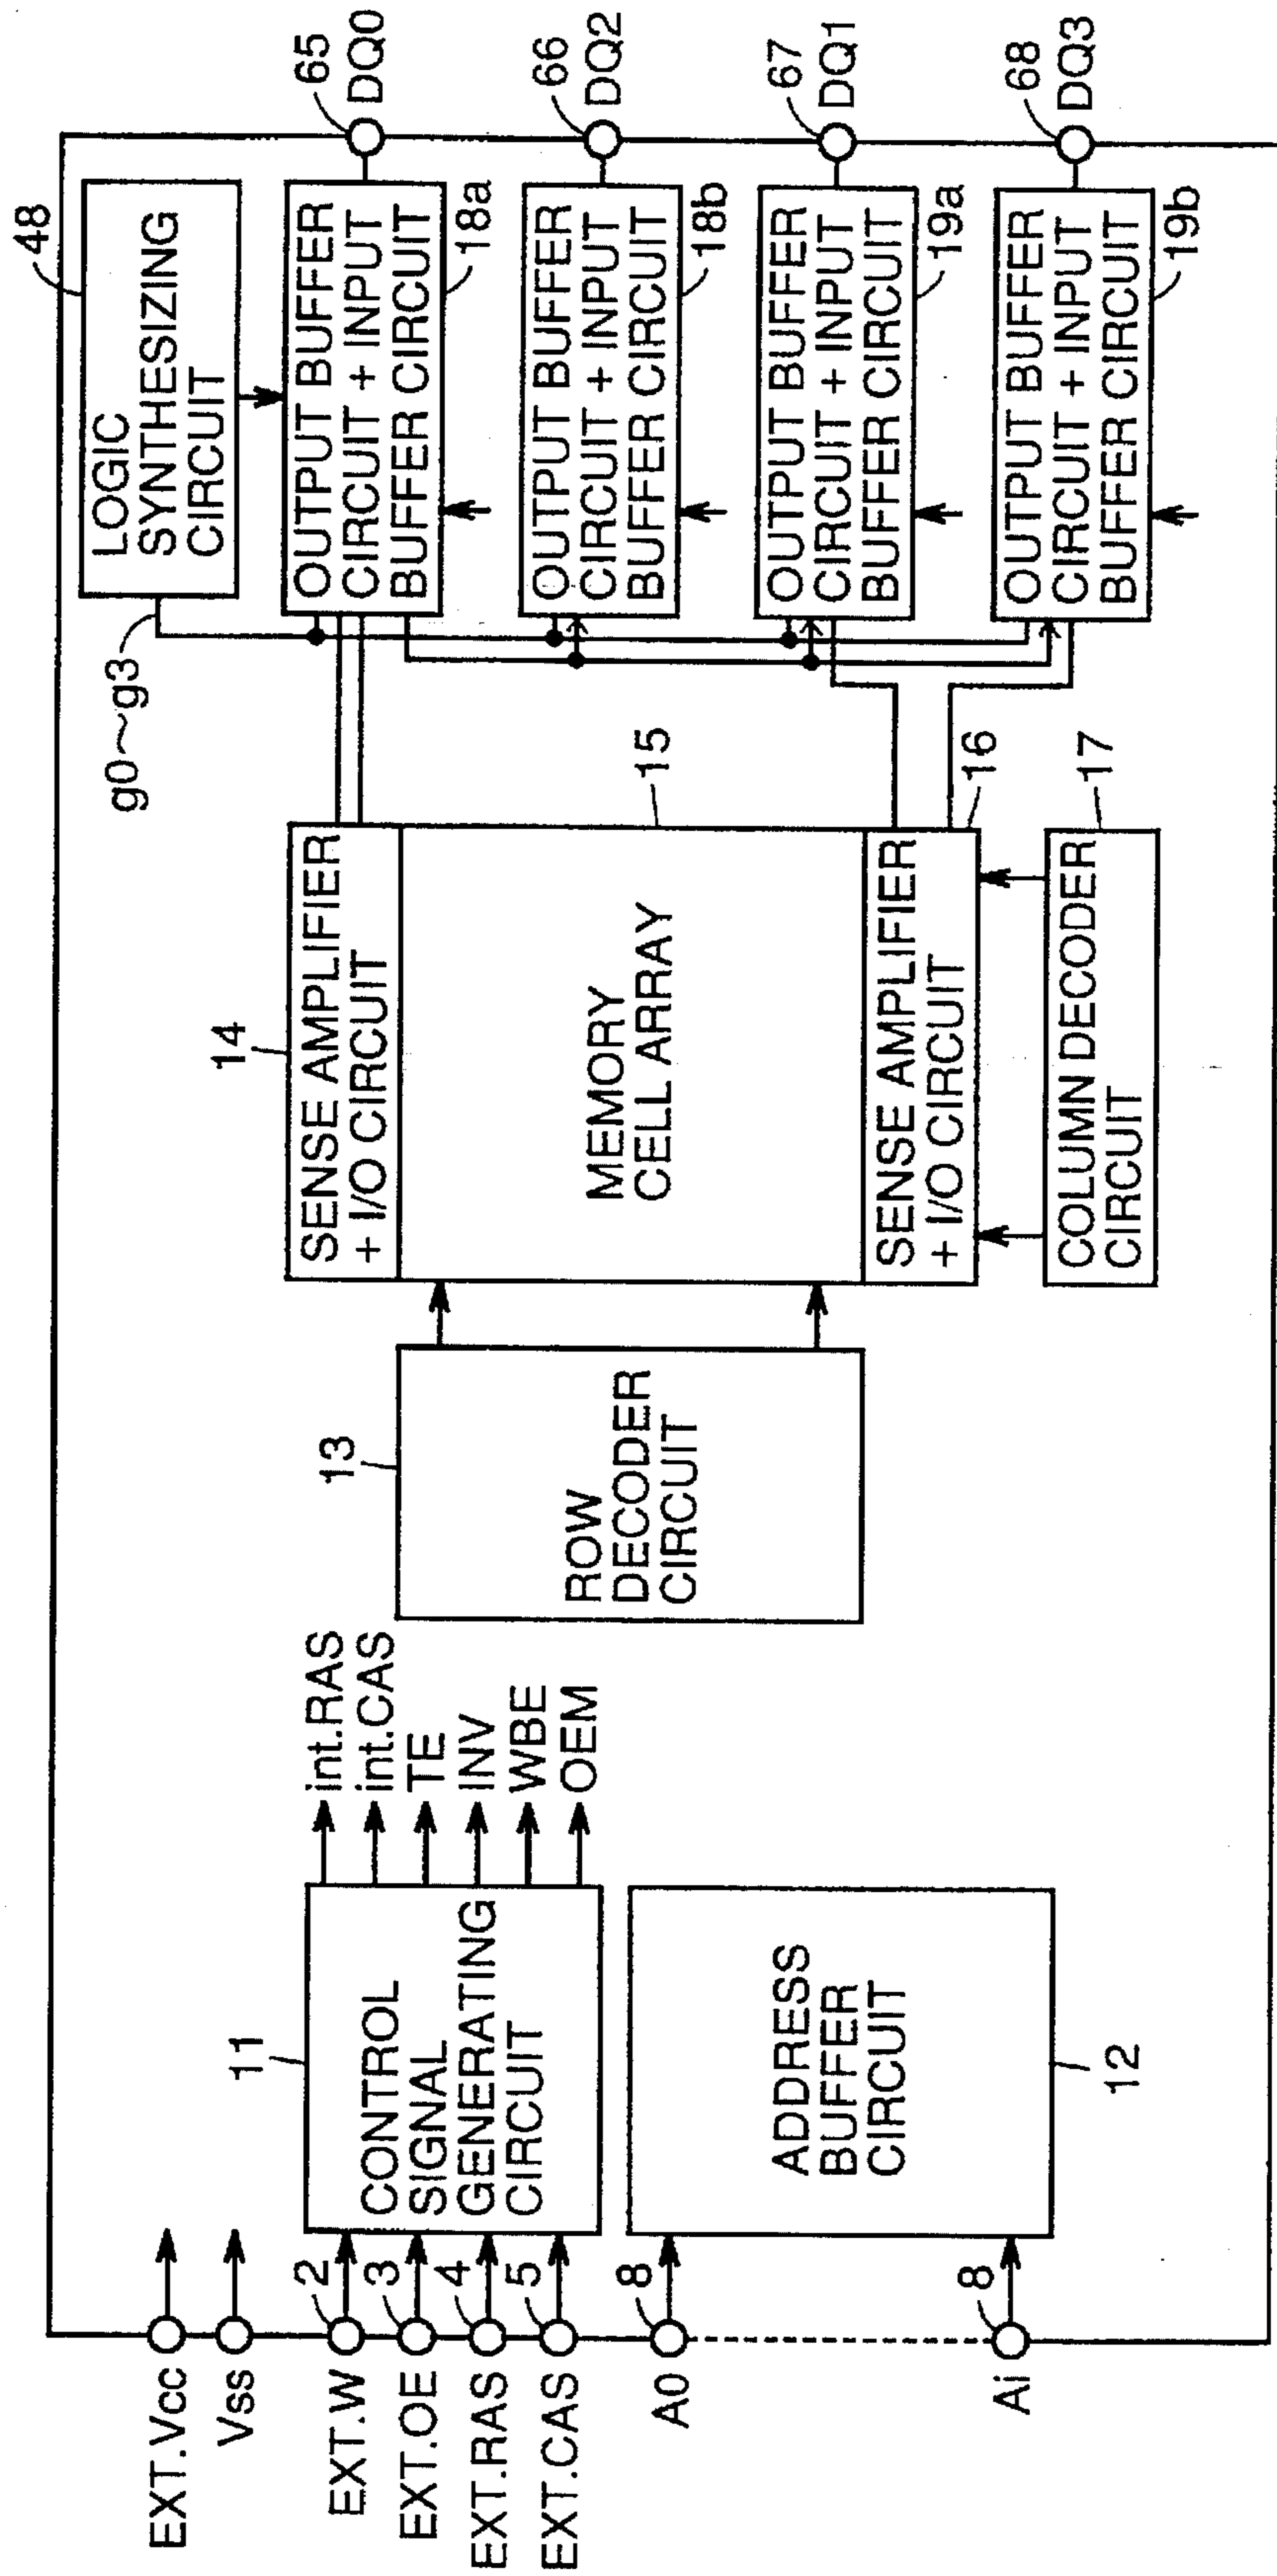 EXT.Vcc
Vss
EXT.W
EXT.OE
EXT.RAS
EXT.CAS
A0
Ai
2
3
4
5
8
8
11
CONTROL
SIGNAL
GENERATING
CIRCUIT
int.RAS
int.CAS
TE
INV
WBE
OEM
ADDRESS
BUFFER
CIRCUIT
12
13
ROW
DECODER
CIRCUIT
14
SENSE AMPLIFIER
+ I/O CIRCUIT
MEMORY
CELL ARRAY
15
SENSE AMPLIFIER
+ I/O CIRCUIT
16
COLUMN DECODER
CIRCUIT
17
g0～g3
48
LOGIC
SYNTHESIZING
CIRCUIT
OUTPUT BUFFER
CIRCUIT + INPUT
BUFFER CIRCUIT
18a
65
DQ0
OUTPUT BUFFER
CIRCUIT + INPUT
BUFFER CIRCUIT
18b
66
DQ2
OUTPUT BUFFER
CIRCUIT + INPUT
BUFFER CIRCUIT
19a
67
DQ1
OUTPUT BUFFER
CIRCUIT + INPUT
BUFFER CIRCUIT
19b
68
DQ3